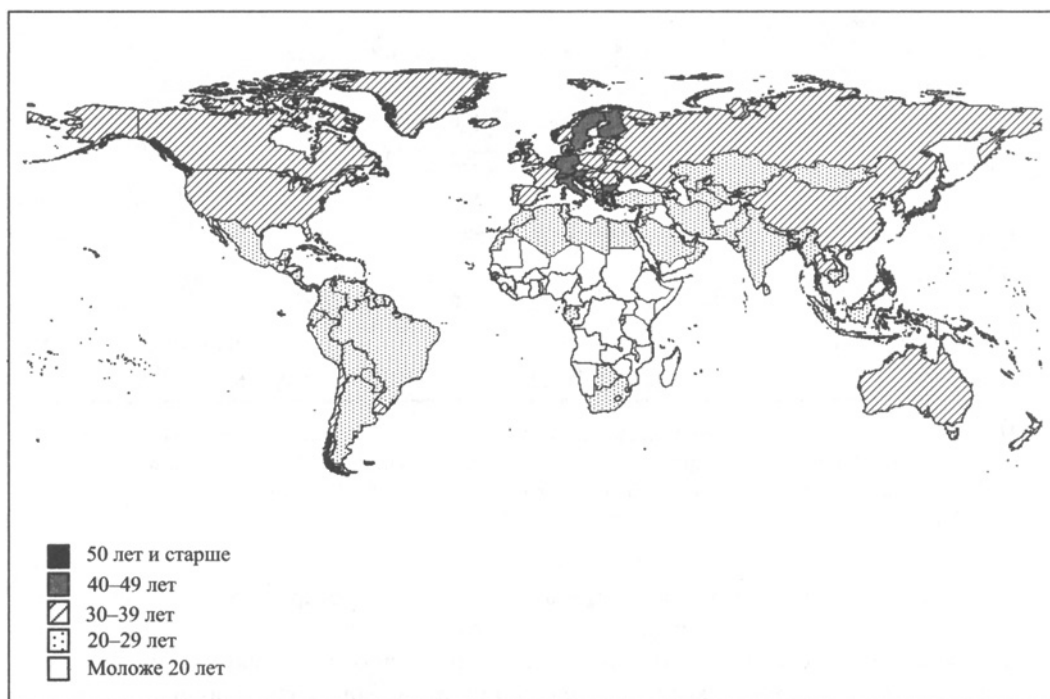 50 лет и старше
40–49 лет
30–39 лет
20–29 лет
Моложе 20 лет